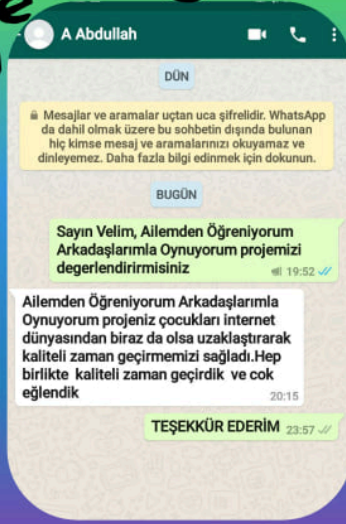 A Abdullah
DÜN
Mesajlar ve aramalar uçtan uca şifrelidir. WhatsApp
da dahil olmak üzere bu sohbetin dışında bulunan
hiç kimse mesaj ve aramalarınızı okuyamaz ve
dinleyemez. Daha fazla bilgi edinmek için dokunun.
BUGÜN
Sayın Velim, Ailemden Öğreniyorum
Arkadaşlarımla Oynuyorum projemizi
degerlendirirmisiniz
19:52
Ailemden Öğreniyorum Arkadaşlarımla
Oynuyorum projeniz çocukları internet
dünyasından biraz da olsa uzaklaştırarak
kaliteli zaman geçirmemizi sağladı.Hep
birlikte kaliteli zaman geçirdik ve cok
eğlendik
20:15
TEŞEKKÜR EDERİM 23:57